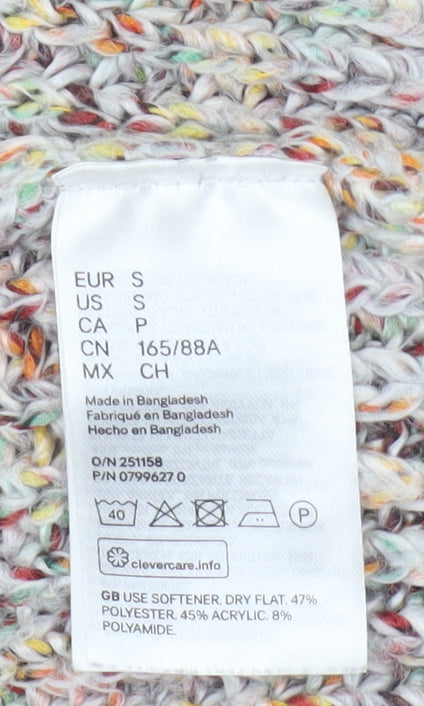 EUR S
US S
CA P
CN 165/88A
MX CH
Made in Bangladesh
Fabriqué en Bangladesh
Hecho en Bangladesh
O/N 251158
P/N 0799627 0
40
P
clevercare.info
GB USE SOFTENER. DRY FLAT. 47%
POLYESTER. 45% ACRYLIC. 8%
POLYAMIDE.